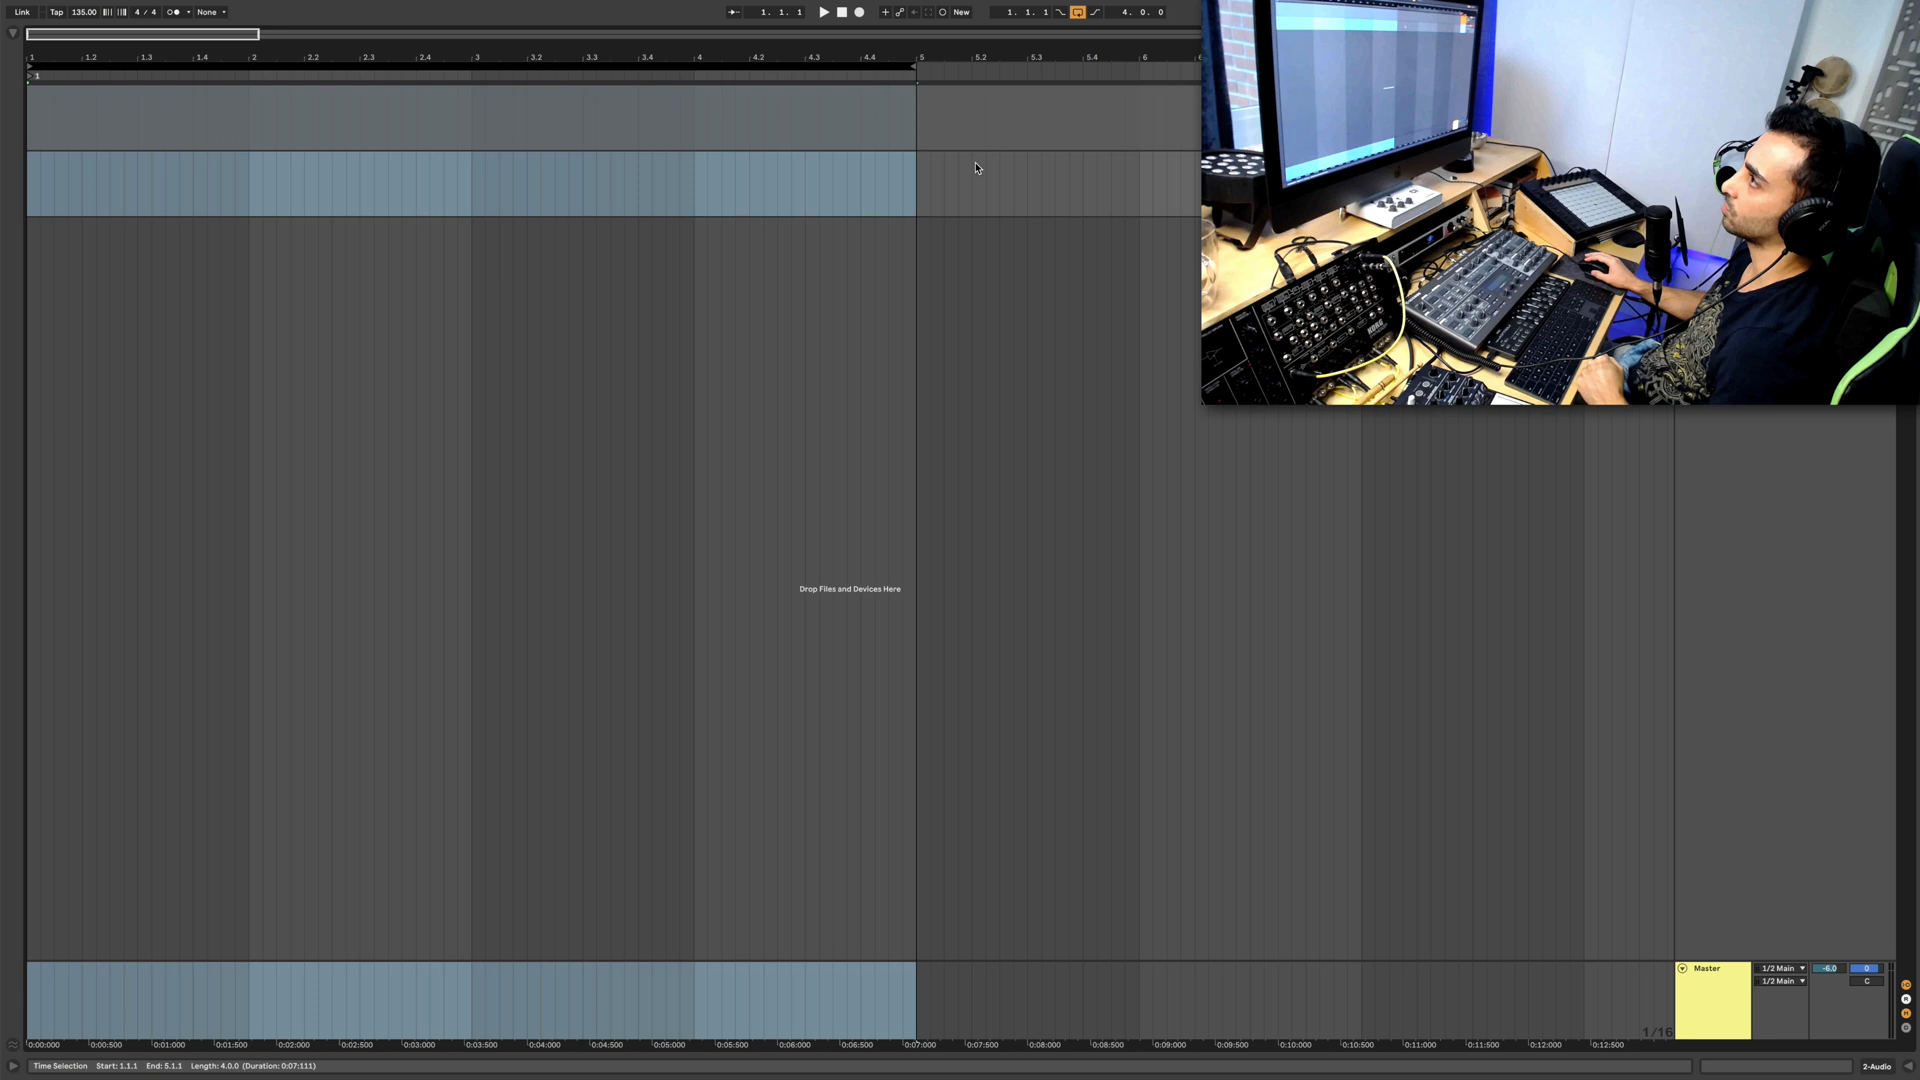 Link Tap 135.00 4 / 4 None 1. 1. 1 New 1. 1. 1 4. 0. 0
1 1.2 1.3 1.4 2 2.2 2.3 2.4 3 3.2 3.3 3.4 4 4.2 4.3 4.4 5 5.2 5.3 5.4 6
1
KORG
Drop Files and Devices Here
Master 1/2 Main -6.0 0
1/2 Main C
1/16
0:00:000 0:00:500 0:01:000 0:01:500 0:02:000 0:02:500 0:03:000 0:03:500 0:04:000 0:04:500 0:05:000 0:05:500 0:06:000 0:06:500 0:07:000 0:07:500 0:08:000 0:08:500 0:09:000 0:09:500 0:10:000 0:10:500 0:11:000 0:11:500 0:12:000 0:12:500
Time Selection Start: 1.1.1 End: 5.1.1 Length: 4.0.0 (Duration: 0:07:111) 2-Audio